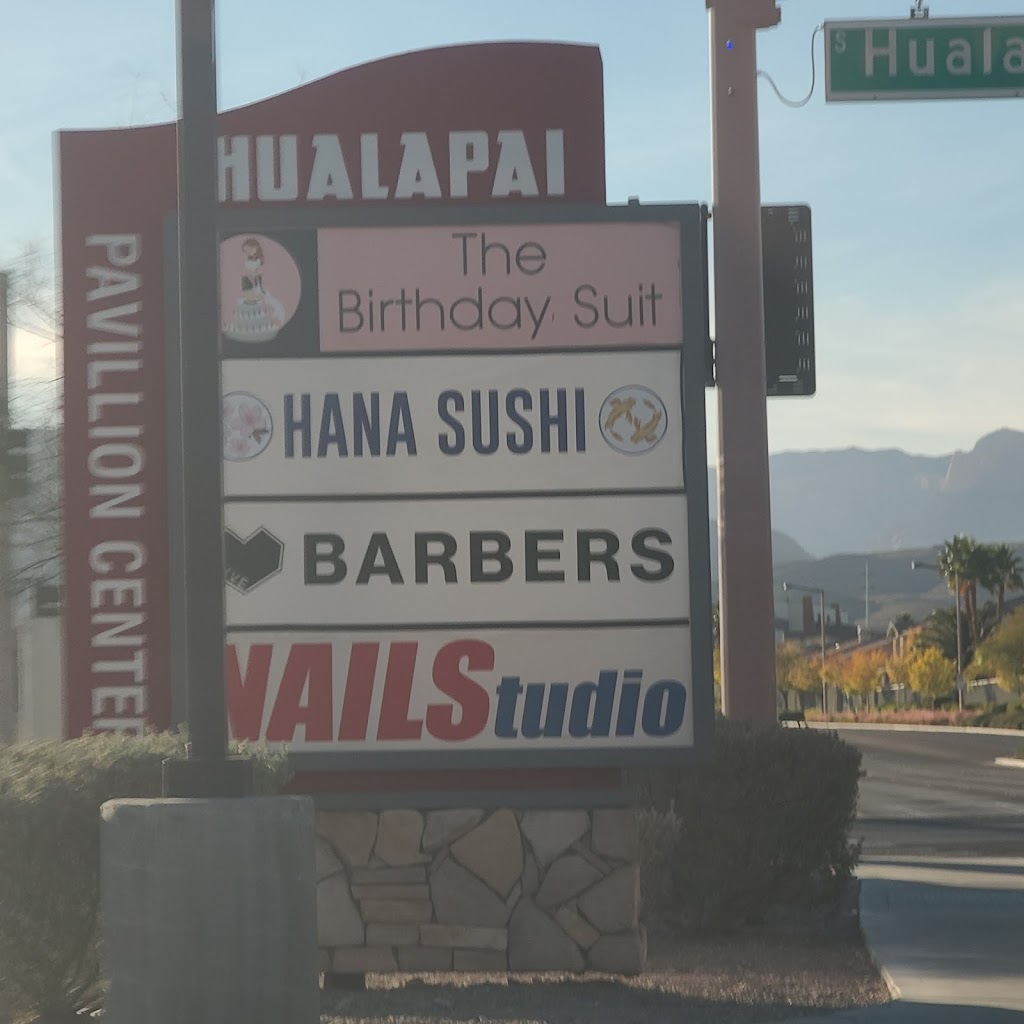 S Huala
HUALAPAI
PAVILLION CENTER
The
Birthday Suit
HANA SUSHI
BARBERS
NAILStudio